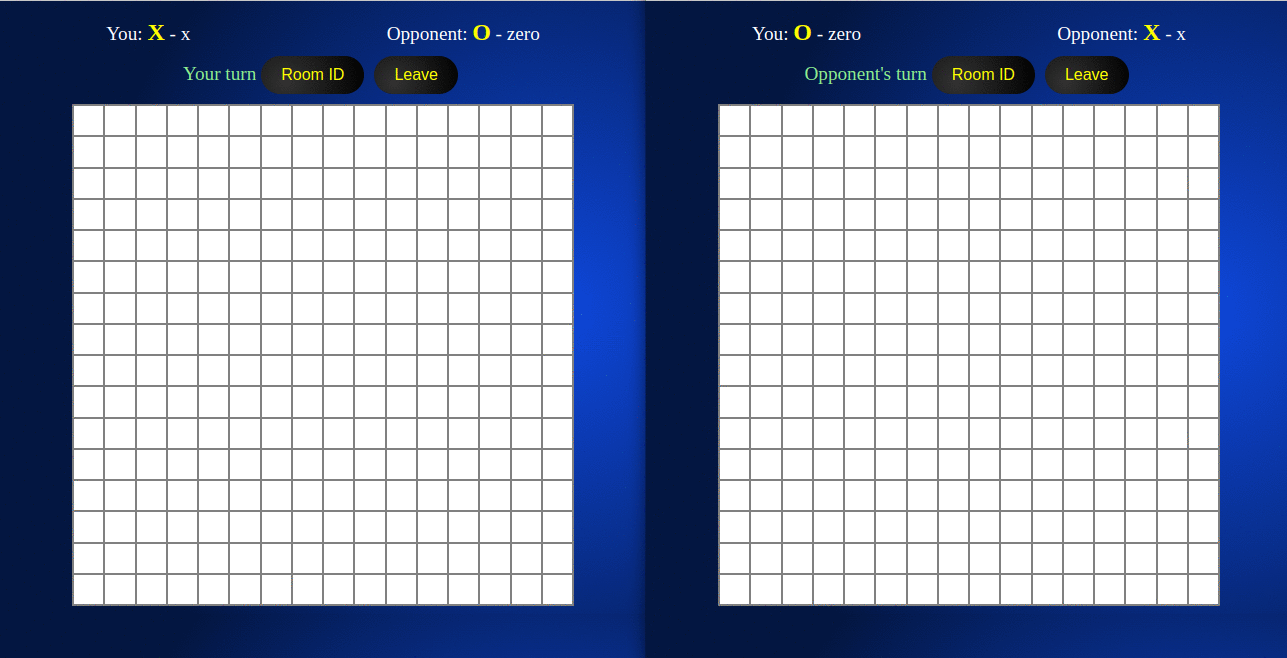 You: X - x
Opponent: O - zero
Your turn Room ID Leave
You: O - zero
Opponent: X - x
Opponent's turn Room ID Leave